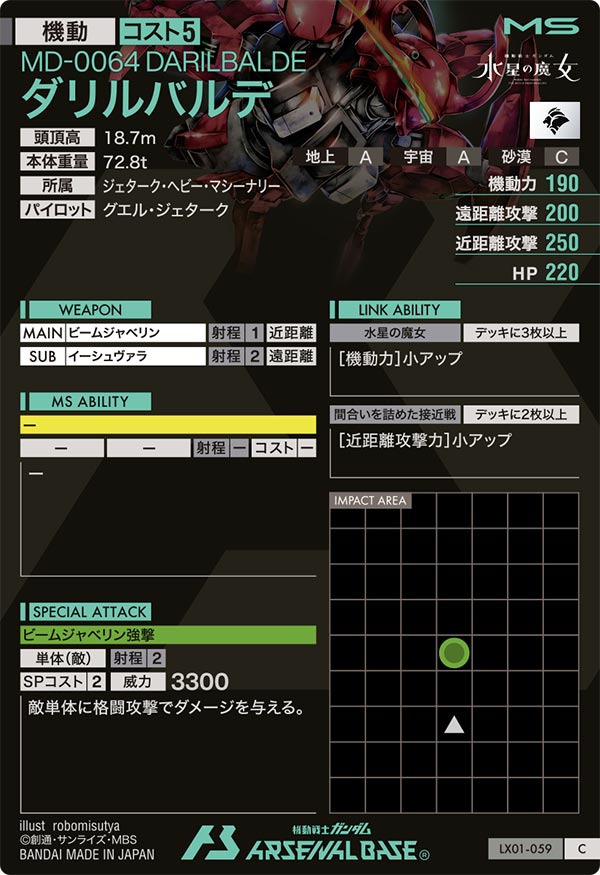 機動 コスト5 MS
MD-0064 DARILBALDE
ダリルバルデ
機動戦士ガンダム
水星の魔女
頭頂高 18.7m
本体重量 72.8t
所属 ジェターク・ヘビー・マシーナリー
パイロット グエル・ジェターク
地上 A 宇宙 A 砂漠 C
機動力 190
遠距離攻撃 200
近距離攻撃 250
HP 220
WEAPON
MAIN ビームジャベリン 射程 1 近距離
SUB イーシュヴァラ 射程 2 遠距離
MS ABILITY
ー
ー ー 射程 ー コスト ー
ー
LINK ABILITY
水星の魔女 デッキに3枚以上
[機動力]小アップ
間合いを詰めた接近戦 デッキに2枚以上
[近距離攻撃力]小アップ
SPECIAL ATTACK
ビームジャベリン強撃
単体(敵) 射程 2
SPコスト 2 威力 3300
敵単体に格闘攻撃でダメージを与える。
IMPACT AREA
illust robomisutya
©創通・サンライズ・MBS
BANDAI MADE IN JAPAN
機動戦士ガンダム
ARSENAL BASE®
LX01-059 C